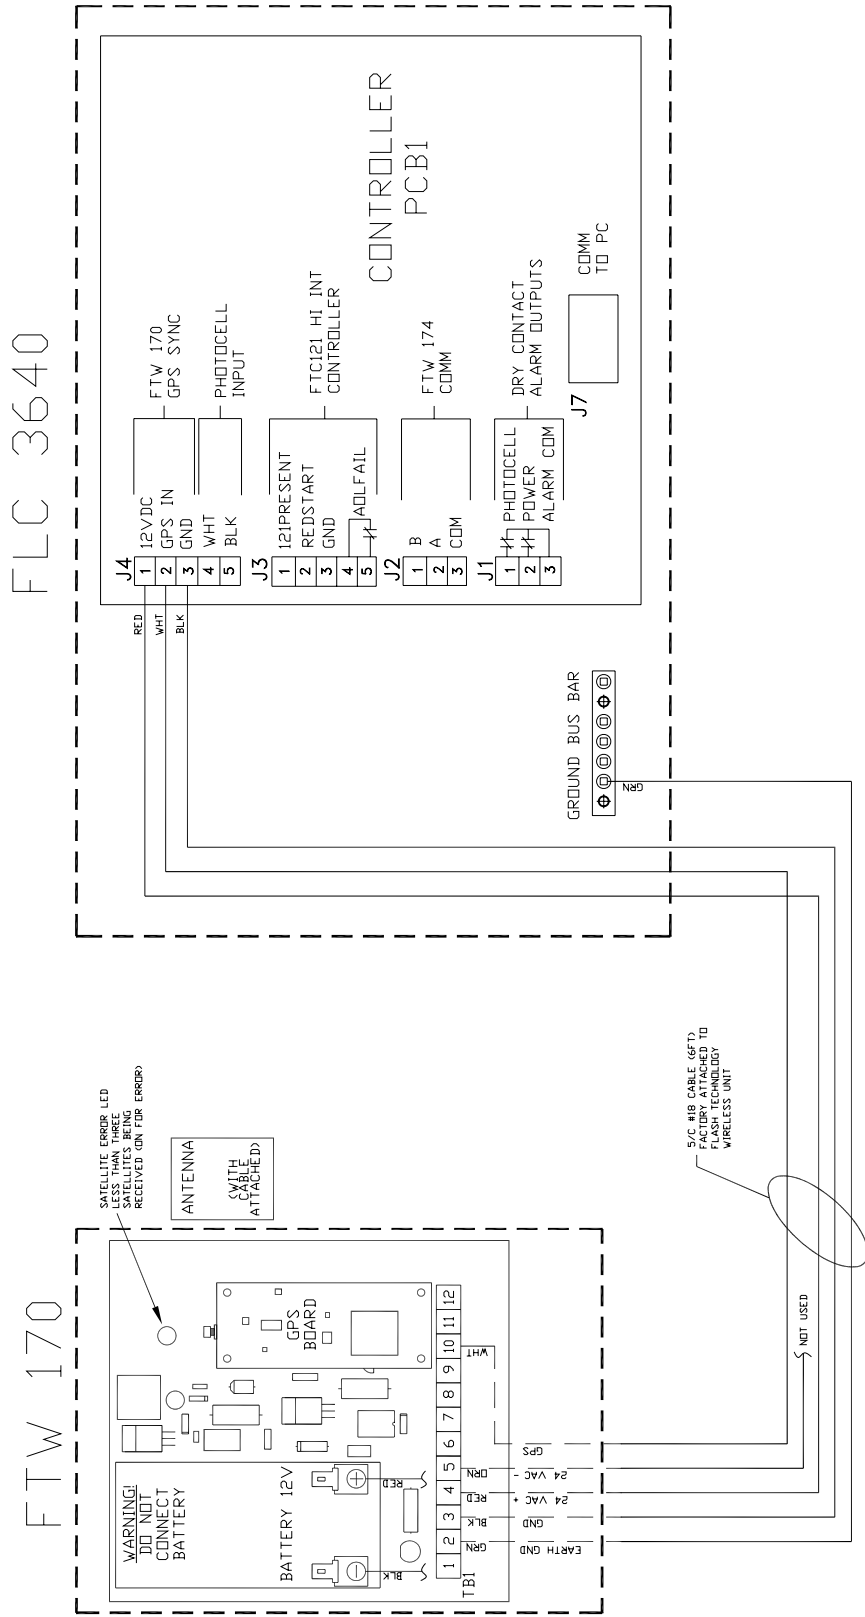 FTW 170
FLC 3640
SATELLITE ERROR LED
LESS THAN THREE
SATELLITES BEING
RECEIVED (ON FOR ERROR)
ANTENNA
(WITH
CABLE
ATTACHED)
WARNING!
DO NOT
CONNECT
BATTERY
BATTERY 12V
GPS
BOARD
BLK
RED
TB1
1
2
3
4
5
6
7
8
9
10
11
12
GRN
BLK
RED
ORN
WHT
EARTH GND
GND
24 VAC +
24 VAC -
GPS
NOT USED
5/C #18 CABLE (6FT)
FACTORY ATTACHED TO
FLASH TECHNOLOGY
WIRELESS UNIT
GROUND BUS BAR
GRN
RED
WHT
BLK
CONTROLLER
PCB1
J4
1 12VDC
2 GPS IN
3 GND
4 WHT
5 BLK
FTW 170
GPS SYNC
PHOTOCELL
INPUT
J3
1 121PRESENT
2 REDSTART
3 GND
4
5
AOLFAIL
FTC121 HI INT
CONTROLLER
J2
1 B
2 A
3 COM
FTW 174
COMM
J1
1 PHOTOCELL
2 POWER
3 ALARM COM
DRY CONTACT
ALARM OUTPUTS
J7
COMM
TO PC